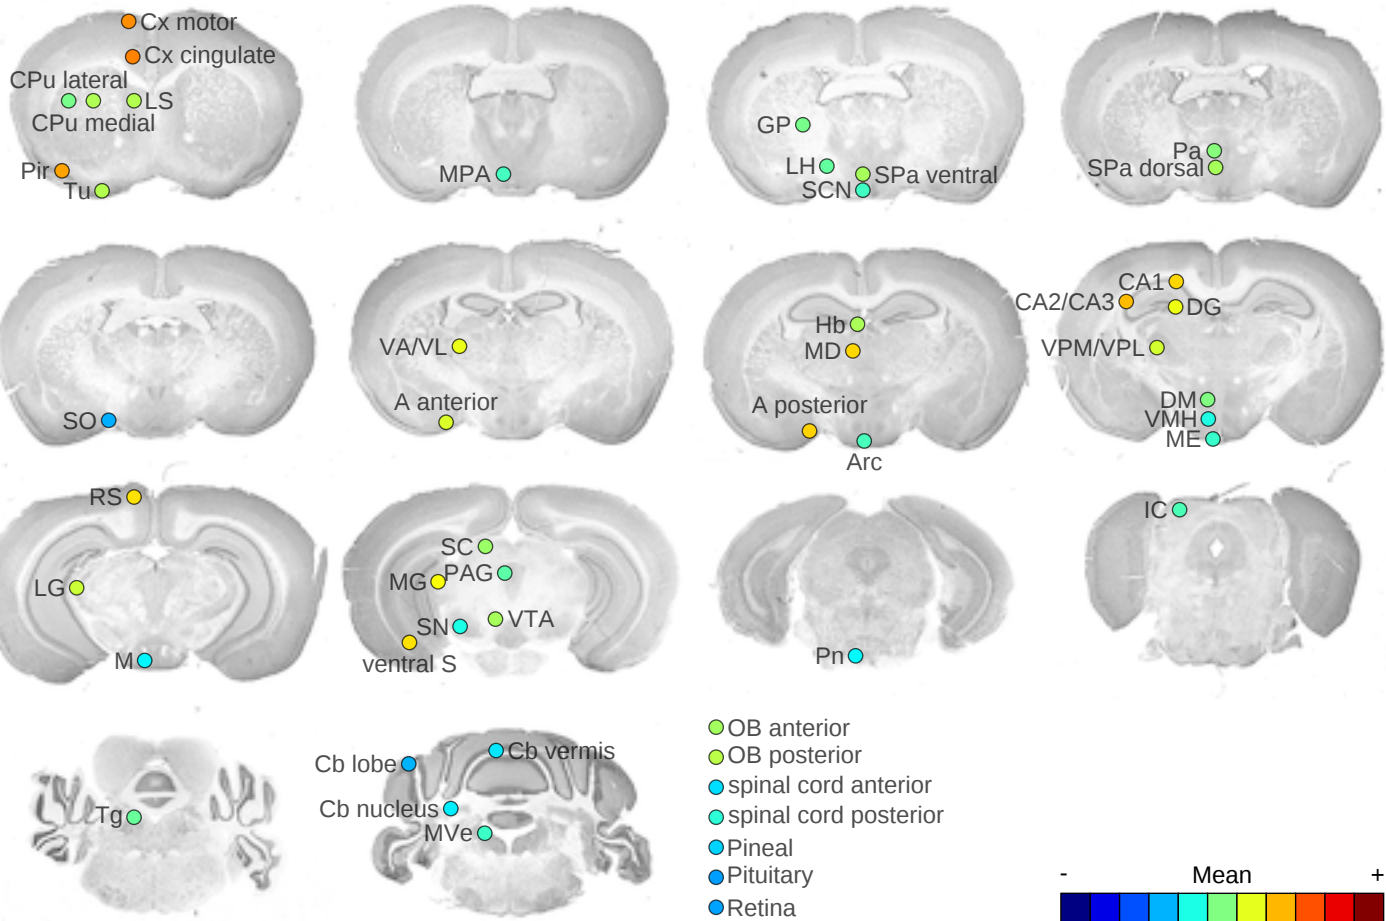 Cx motor
Cx cingulate
CPu lateral
LS
CPu medial
Pir
Tu
MPA
GP
LH
SPa ventral
SCN
Pa
SPa dorsal
SO
VA/VL
A anterior
Hb
MD
A posterior
Arc
CA1
CA2/CA3
DG
VPM/VPL
DM
VMH
ME
RS
LG
M
SC
PAG
MG
VTA
SN
ventral S
Pn
IC
Tg
Cb vermis
Cb lobe
Cb nucleus
MVe
OB anterior
OB posterior
spinal cord anterior
spinal cord posterior
Pineal
Pituitary
Retina
- Mean +